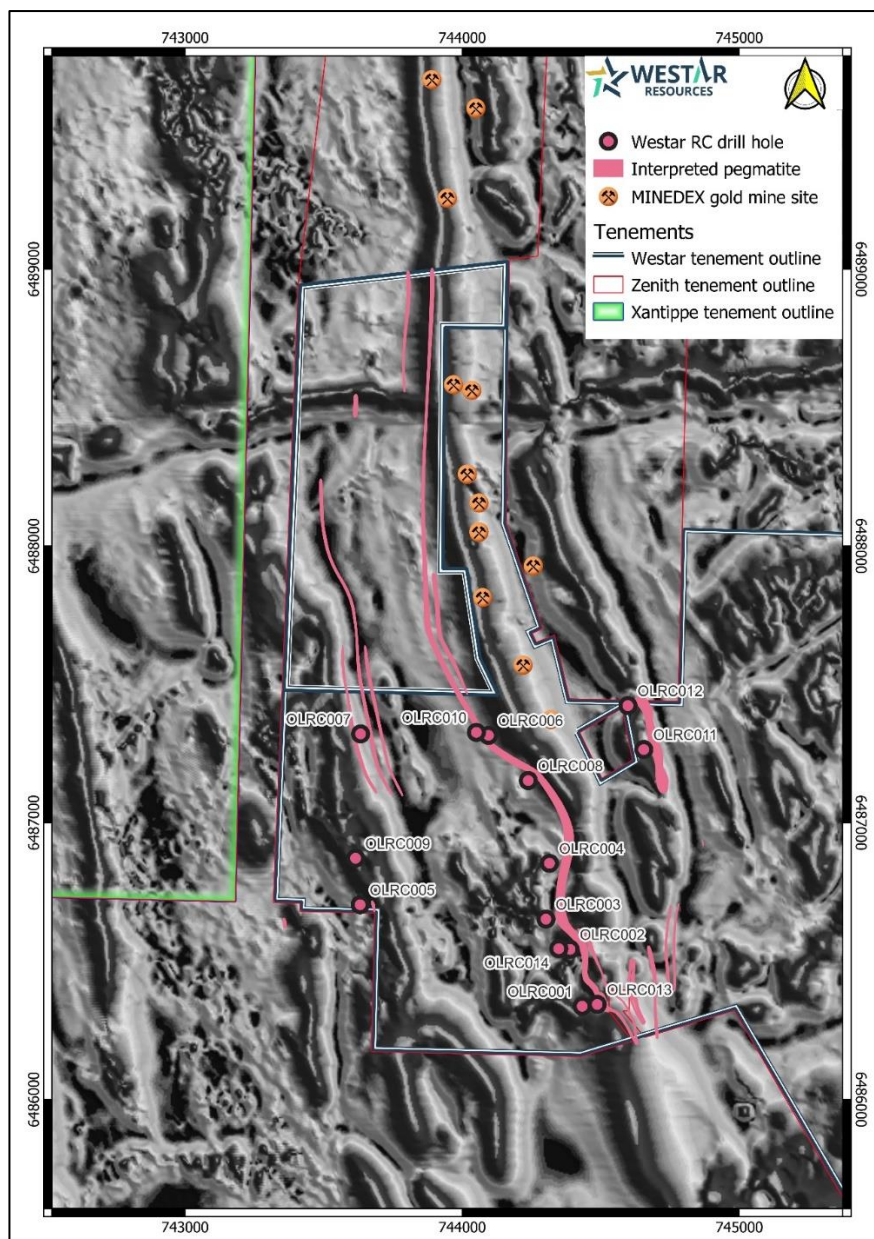 743000
744000
745000
WESTAR
RESOURCES
Westar RC drill hole
Interpreted pegmatite
MINEDEX gold mine site
Tenements
Westar tenement outline
Zenith tenement outline
Xantippe tenement outline
6489000
6489000
6488000
6488000
OLRC012
OLRC007
OLRC010
OLRC006
OLRC011
OLRC008
6487000
6487000
OLRC009
OLRC004
OLRC005
OLRC003
OLRC002
OLRC014
OLRC001
OLRC013
6486000
6486000
743000
744000
745000